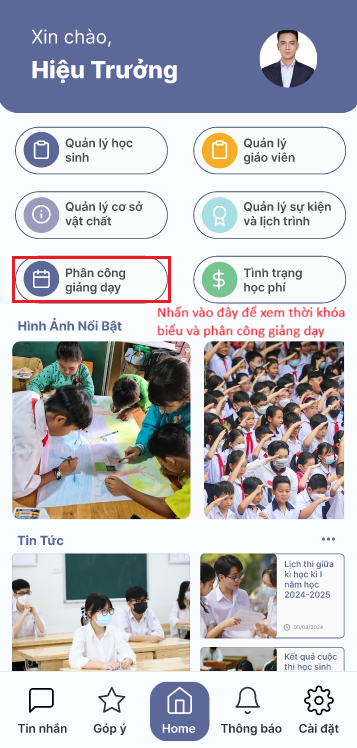 Xin chào,
Hiệu Trưởng
Quản lý học
sinh
Quản lý
giáo viên
Quản lý cơ sở
vật chất
Quản lý sự kiện
và lịch trình
Phân công
giảng dạy
Tình trạng
học phí
Nhấn vào đây để xem thời khóa
biểu và phân công giảng dạy
Hình Ảnh Nổi Bật
Tin Tức
Lịch thi giữa
kì học kì I
năm học
2024-2025
05/08/2024
Kết quả cuộc
thi học sinh
Tin nhắn
Góp ý
Home
Thông báo
Cài đặt